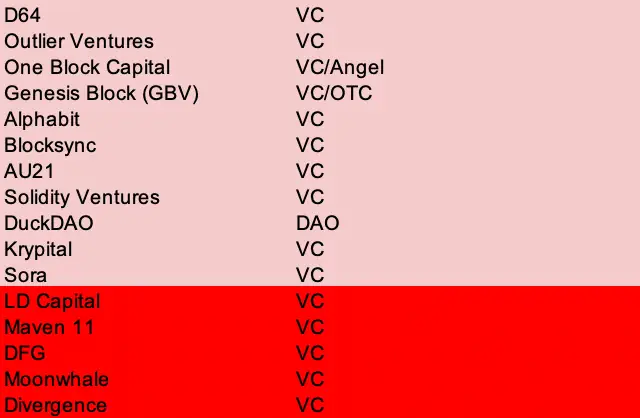 D64 VC
Outlier Ventures VC
One Block Capital VC/Angel
Genesis Block (GBV) VC/OTC
Alphabit VC
Blocksync VC
AU21 VC
Solidity Ventures VC
DuckDAO DAO
Krypital VC
Sora VC
LD Capital VC
Maven 11 VC
DFG VC
Moonwhale VC
Divergence VC